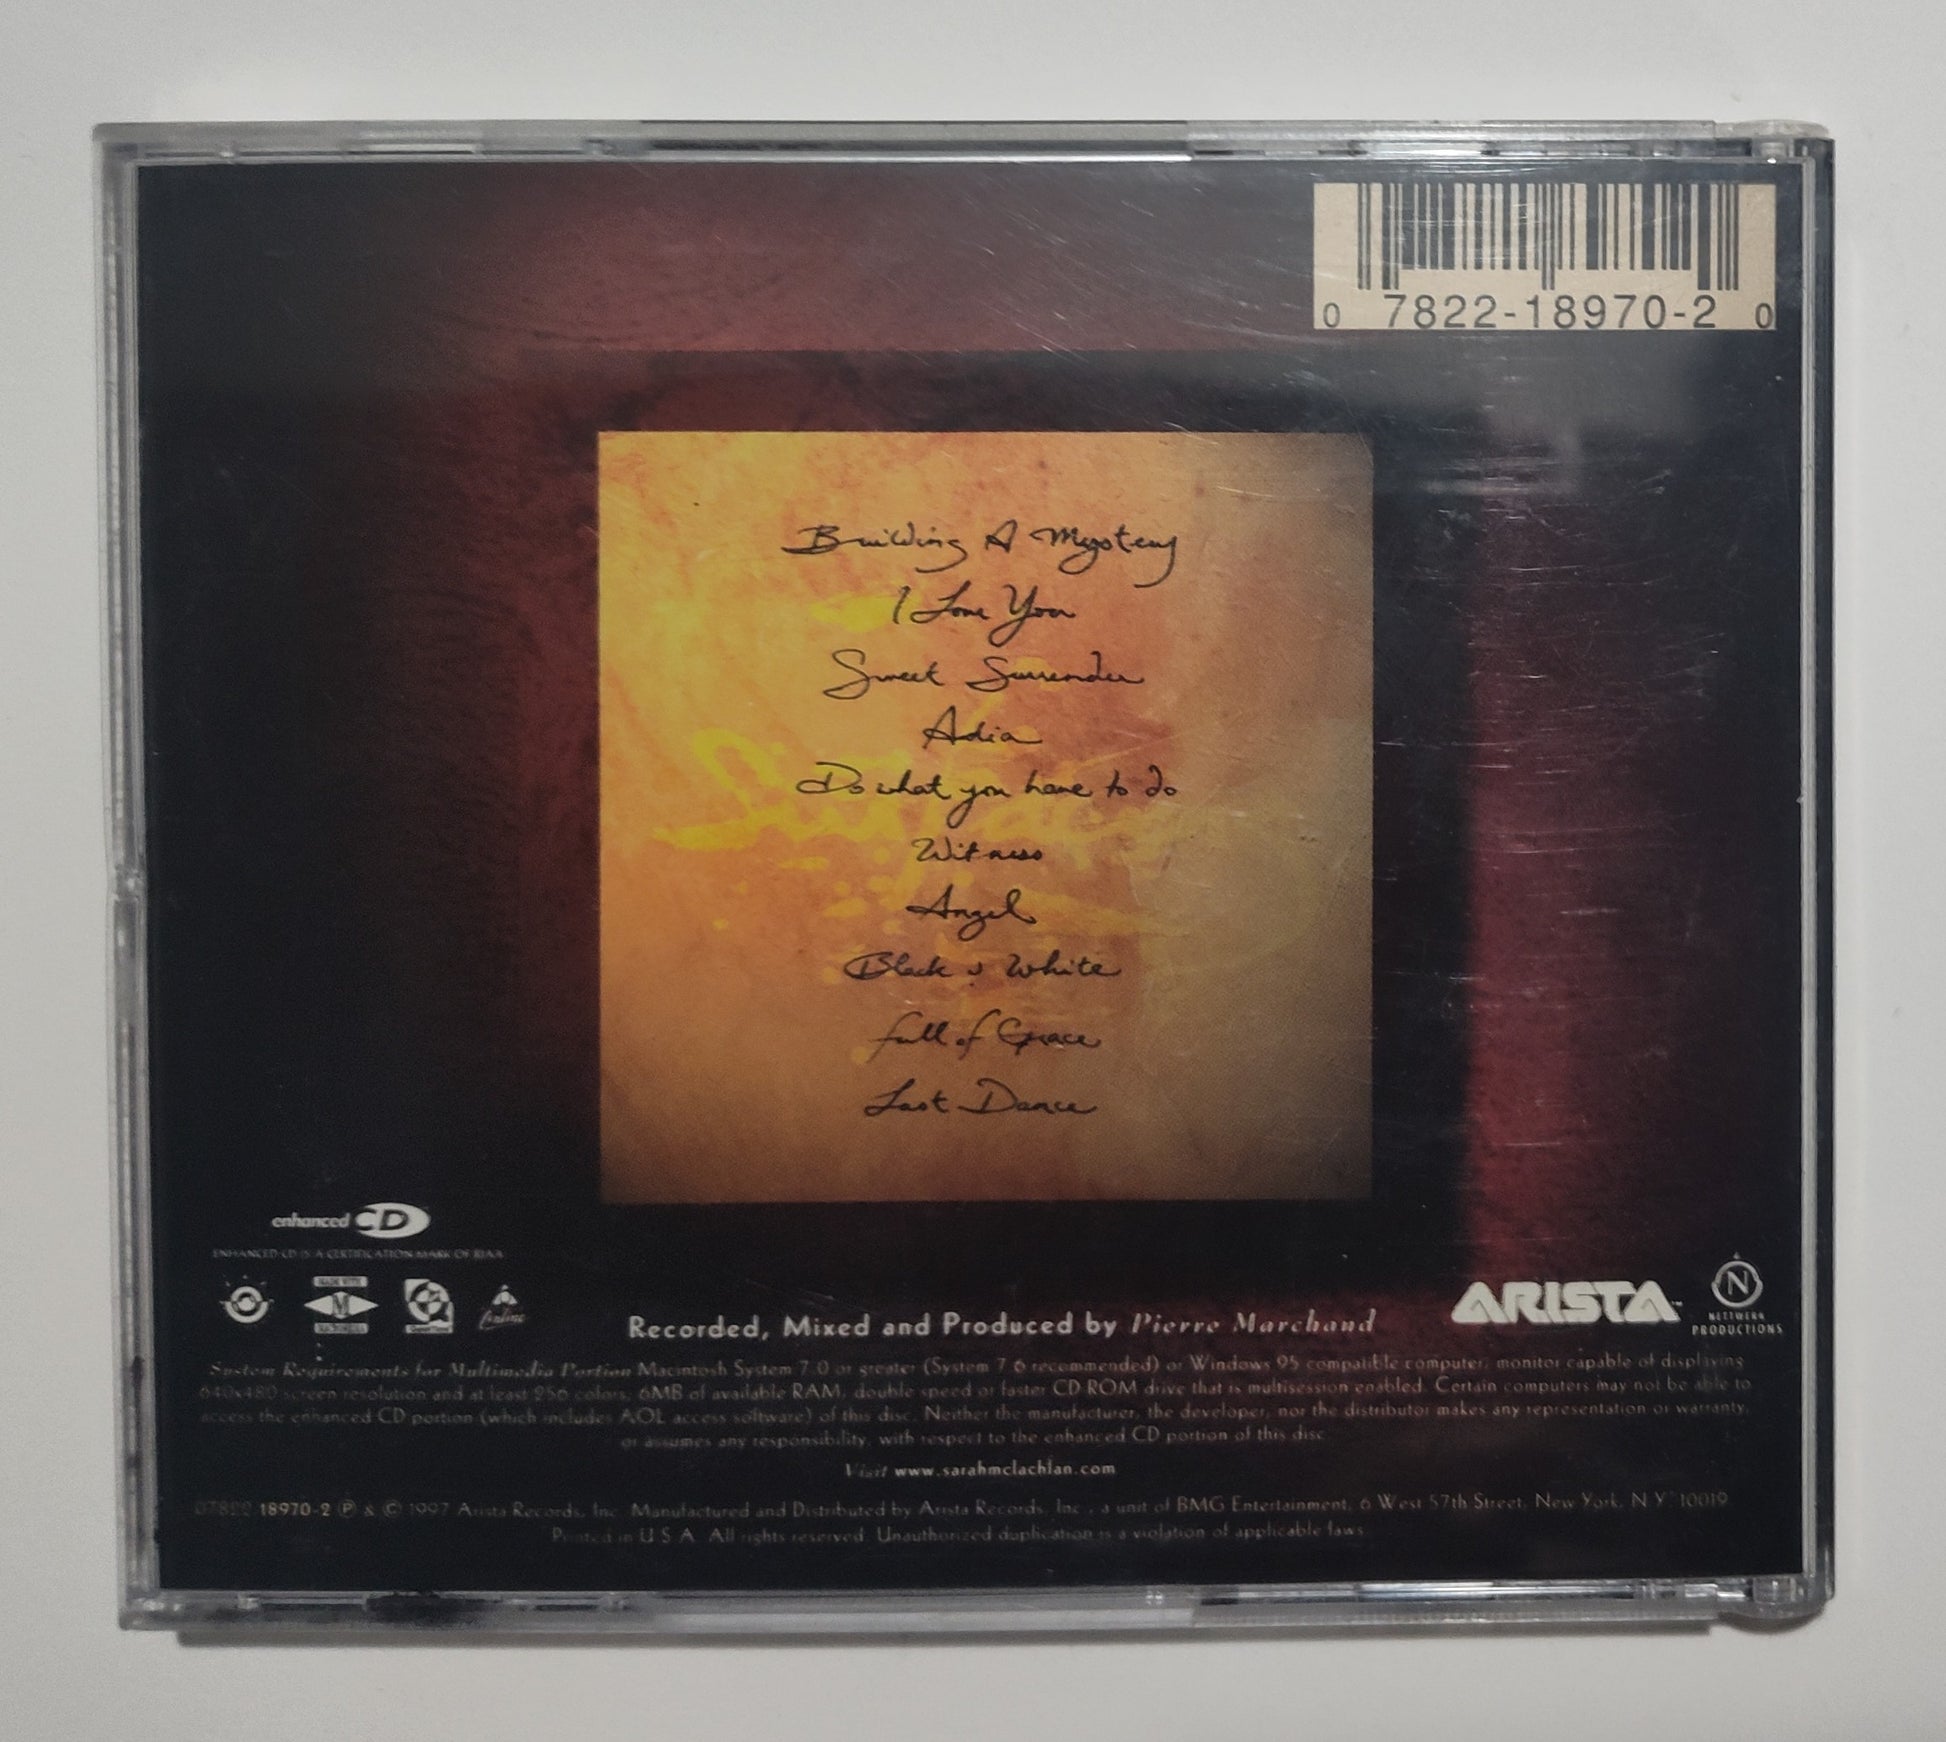 0 7822-18970-2 0
Building A Mystery
I Love You
Sweet Surrender
Adia
Do what you have to do
Witness
Angel
Black & White
full of Grace
Last Dance
enhanced CD
ENHANCED CD IS A CERTIFICATION MARK OF RIAA
MADE WITH
M
Online
Recorded, Mixed and Produced by Pierre Marchand
ARISTA
N
NETTWERK
PRODUCTIONS
System Requirements for Multimedia Portion Macintosh System 7.0 or greater (System 7.6 recommended) or Windows 95 compatible computer, monitor capable of displaying
640x480 screen resolution and at least 256 colors, 6MB of available RAM, double speed or faster CD ROM drive that is multisession enabled. Certain computers may not be able to
access the enhanced CD portion (which includes AOL access software) of this disc. Neither the manufacturer, the developer, nor the distributor makes any representation or warranty,
or assumes any responsibility, with respect to the enhanced CD portion of this disc.
Visit www.sarahmclachlan.com
07822 18970-2 ℗ & © 1997 Arista Records, Inc. Manufactured and Distributed by Arista Records, Inc., a unit of BMG Entertainment, 6 West 57th Street, New York, N.Y. 10019
Printed in U.S.A. All rights reserved. Unauthorized duplication is a violation of applicable laws.